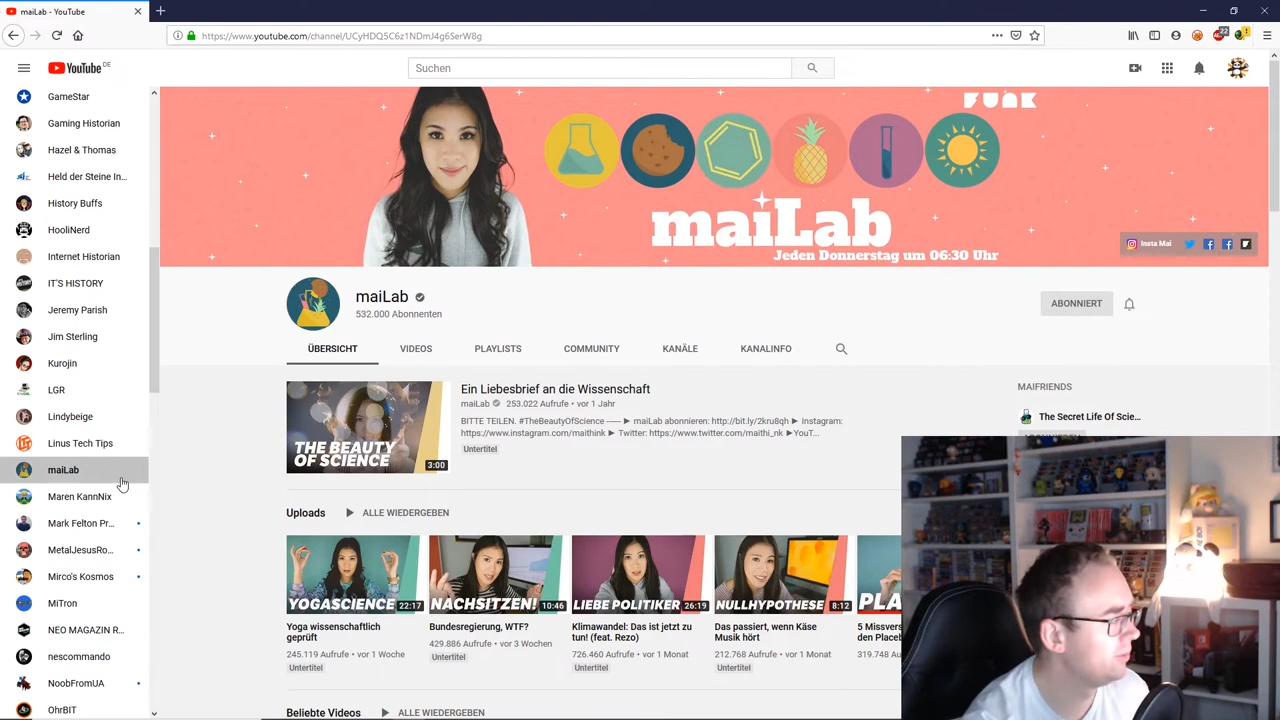 maiLab - YouTube
https://www.youtube.com/channel/UCyHDQ5C6z1NDmJ4g6SerW8g
22
YouTube DE
Suchen
GameStar
Gaming Historian
Hazel & Thomas
Held der Steine In...
History Buffs
HooliNerd
Internet Historian
IT'S HISTORY
Jeremy Parish
Jim Sterling
Kurojin
LGR
Lindybeige
Linus Tech Tips
maiLab
Maren KannNix
Mark Felton Pr...
MetalJesusRo...
Mirco's Kosmos
MiTron
NEO MAGAZIN R...
nescommando
NoobFromUA
OhrBIT
FUNK
maiLab
Jeden Donnerstag um 06:30 Uhr
Insta Mai
maiLab
532.000 Abonnenten
ABONNIERT
ÜBERSICHT
VIDEOS
PLAYLISTS
COMMUNITY
KANÄLE
KANALINFO
THE BEAUTY
OF SCIENCE
3:00
Ein Liebesbrief an die Wissenschaft
maiLab 253.022 Aufrufe • vor 1 Jahr
BITTE TEILEN. #TheBeautyOfScience ----- ► maiLab abonnieren: http://bit.ly/2kru8qh ► Instagram:
https://www.instagram.com/maithink ► Twitter: https://www.twitter.com/maithi_nk ►YouT...
Untertitel
MAIFRIENDS
The Secret Life Of Scie...
Uploads
ALLE WIEDERGEBEN
YOGASCIENCE
22:17
Yoga wissenschaftlich
geprüft
245.119 Aufrufe • vor 1 Woche
Untertitel
NACHSITZEN!
10:46
Bundesregierung, WTF?
429.886 Aufrufe • vor 3 Wochen
Untertitel
LIEBE POLITIKER
26:19
Klimawandel: Das ist jetzt zu
tun! (feat. Rezo)
726.460 Aufrufe • vor 1 Monat
Untertitel
NULLHYPOTHESE
8:12
Das passiert, wenn Käse
Musik hört
212.768 Aufrufe • vor 1 Monat
Untertitel
PLA
5 Missvers
den Placeb
319.748 Au
Beliebte Videos
ALLE WIEDERGEBEN